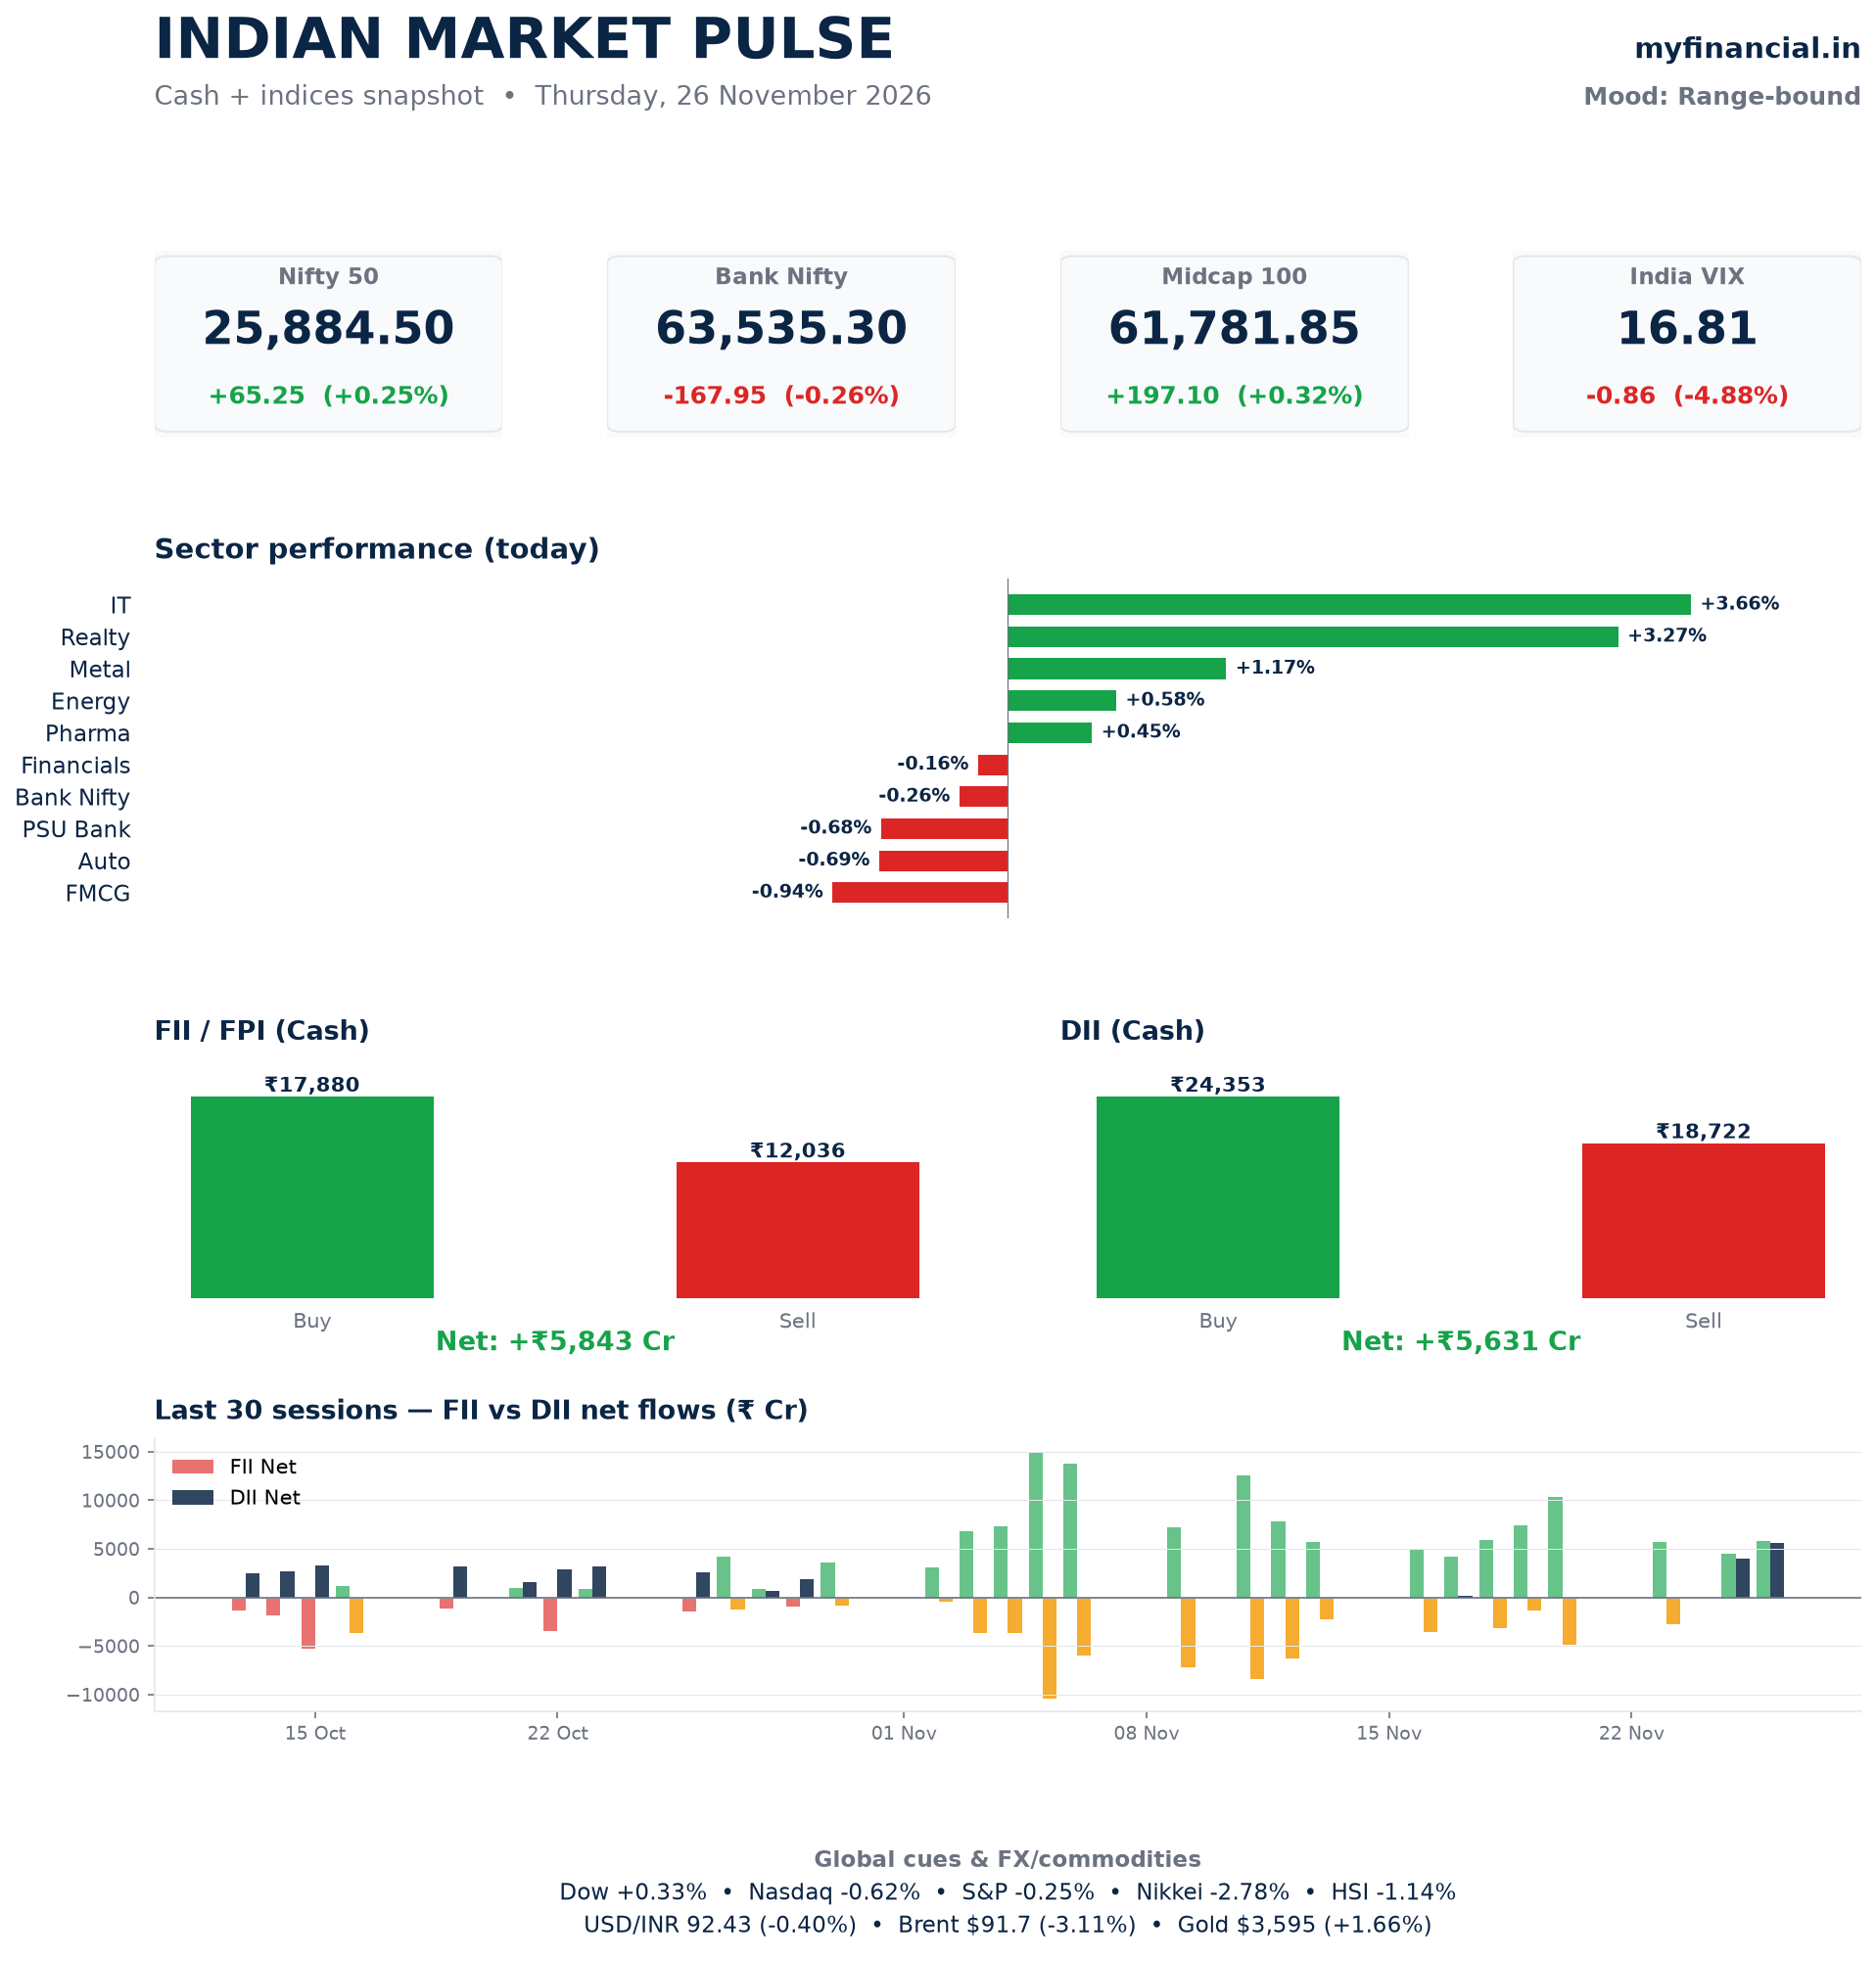 INDIAN MARKET PULSE
myfinancial.in
Cash + indices snapshot • Thursday, 26 November 2026
Mood: Range-bound
Nifty 50
25,884.50
+65.25 (+0.25%)
Bank Nifty
63,535.30
-167.95 (-0.26%)
Midcap 100
61,781.85
+197.10 (+0.32%)
India VIX
16.81
-0.86 (-4.88%)
Sector performance (today)
IT +3.66%
Realty +3.27%
Metal +1.17%
Energy +0.58%
Pharma +0.45%
Financials -0.16%
Bank Nifty -0.26%
PSU Bank -0.68%
Auto -0.69%
FMCG -0.94%
FII / FPI (Cash)
₹17,880
₹12,036
Buy Sell
Net: +₹5,843 Cr
DII (Cash)
₹24,353
₹18,722
Buy Sell
Net: +₹5,631 Cr
Last 30 sessions — FII vs DII net flows (₹ Cr)
FII Net
DII Net
15000
10000
5000
0
−5000
−10000
15 Oct 22 Oct 01 Nov 08 Nov 15 Nov 22 Nov
Global cues & FX/commodities
Dow +0.33% • Nasdaq -0.62% • S&P -0.25% • Nikkei -2.78% • HSI -1.14%
USD/INR 92.43 (-0.40%) • Brent $91.7 (-3.11%) • Gold $3,595 (+1.66%)